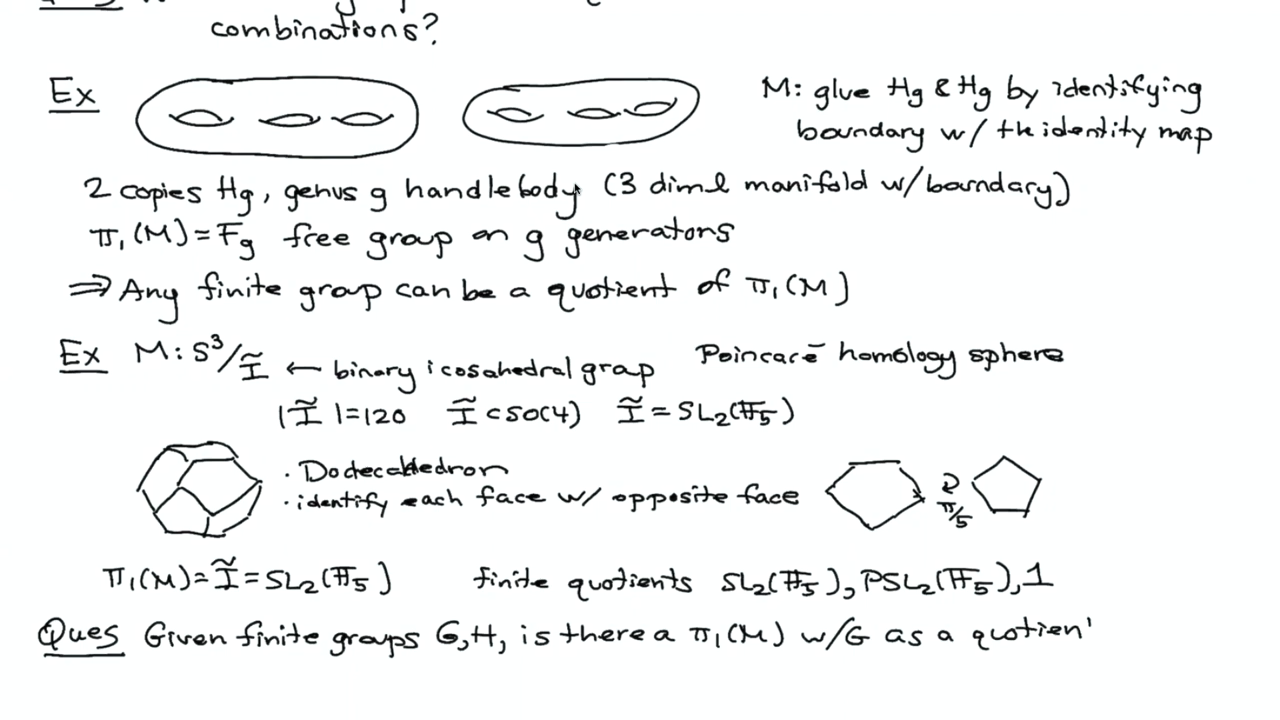 combinations?
Ex
M: glue Hg & Hg by identifying
boundary w/ th identity map
2 copies Hg, genus g handlebody (3 dim'l manifold w/ boundary)
π₁(M) = Fg free group on g generators
⇒ Any finite group can be a quotient of π₁(M)
Ex M: S³/Ĩ ← binary icosahedral grap Poincaré homology sphere
|Ĩ| = 120 Ĩ ⊂ SO(4) Ĩ = SL₂(𝔽₅)
· Dodecahedron
· identify each face w/ opposite face
π/5
π₁(M) = Ĩ = SL₂(𝔽₅) finite quotients SL₂(𝔽₅), PSL₂(𝔽₅), 1
Ques Given finite groups G, H, is there a π₁(M) w/ G as a quotien